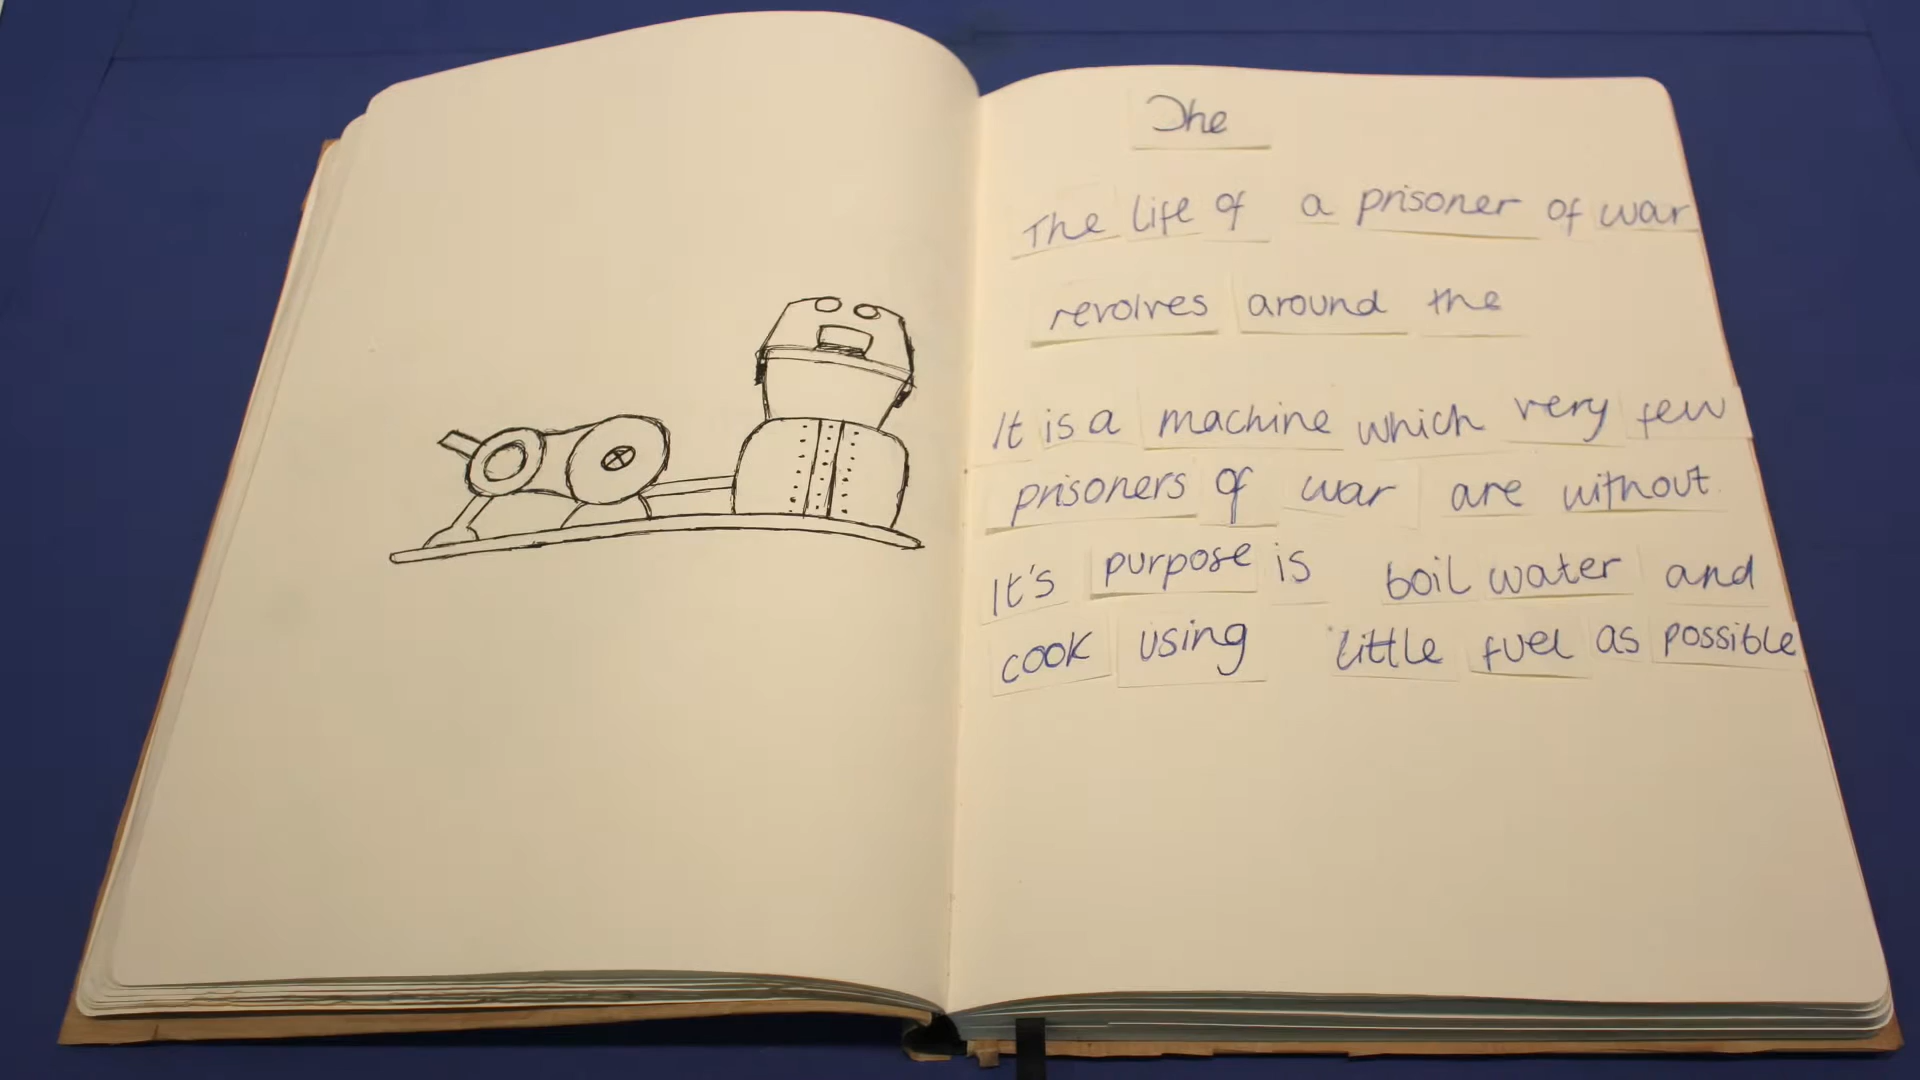 The
The life of a prisoner of war
revolves around the
It is a machine which very few
prisoners of war are without.
It's purpose is boil water and
cook using little fuel as possible